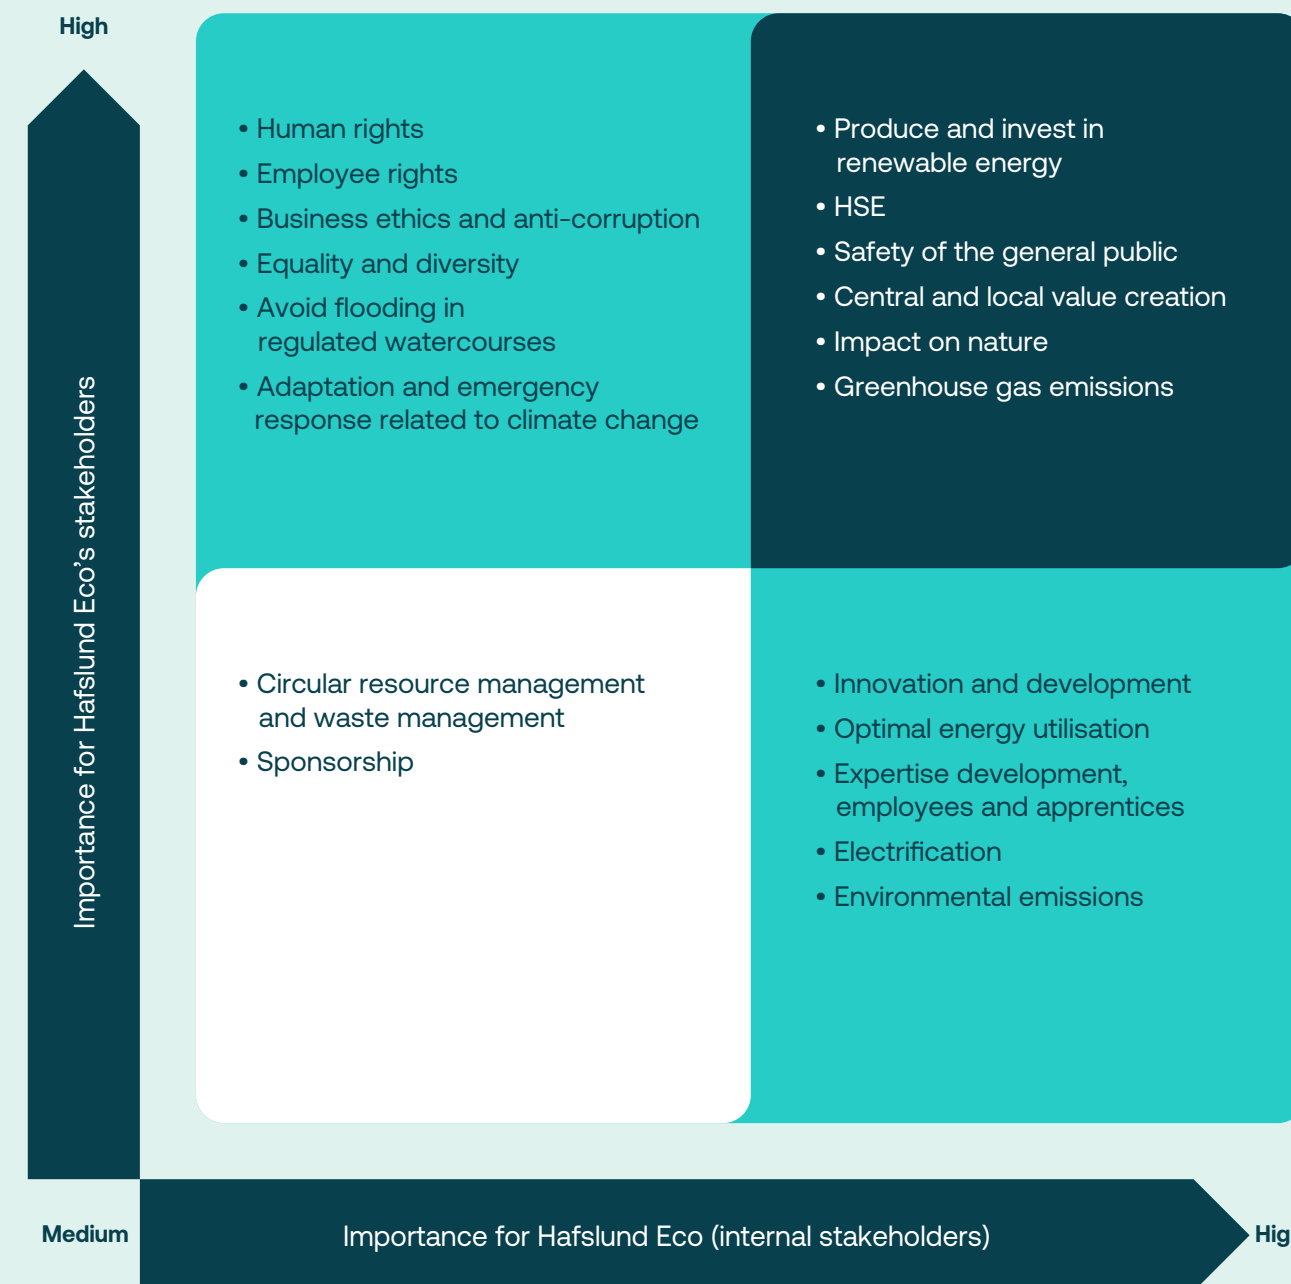 High
Importance for Hafslund Eco's stakeholders
• Human rights
• Employee rights
• Business ethics and anti-corruption
• Equality and diversity
• Avoid flooding in
regulated watercourses
• Adaptation and emergency
response related to climate change
• Produce and invest in
renewable energy
• HSE
• Safety of the general public
• Central and local value creation
• Impact on nature
• Greenhouse gas emissions
• Circular resource management
and waste management
• Sponsorship
• Innovation and development
• Optimal energy utilisation
• Expertise development,
employees and apprentices
• Electrification
• Environmental emissions
Medium
Importance for Hafslund Eco (internal stakeholders)
Hig